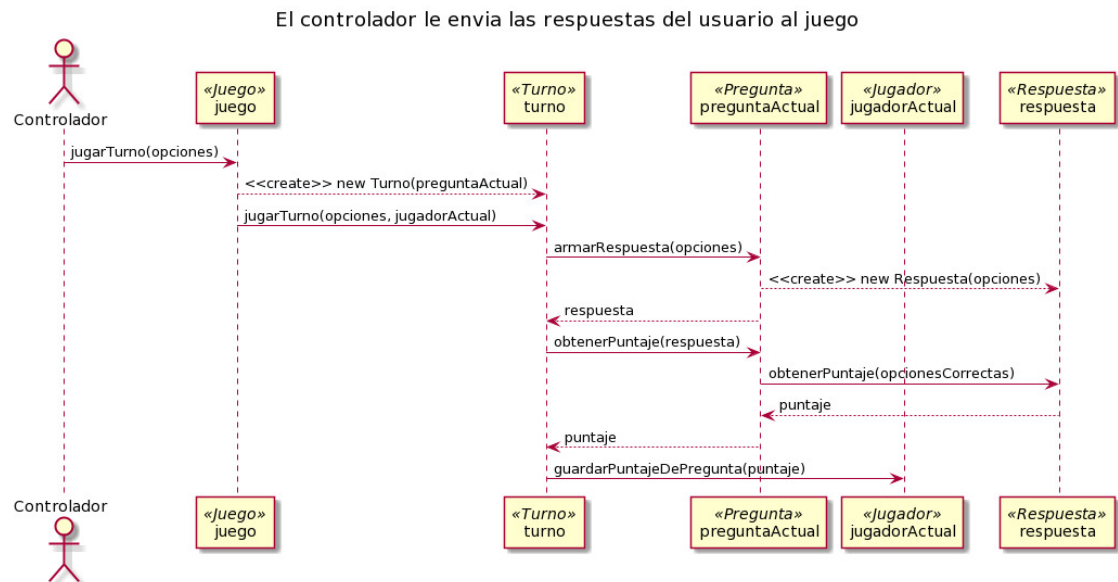 El controlador le envia las respuestas del usuario al juego
Controlador
«Juego»
juego
«Turno»
turno
«Pregunta»
preguntaActual
«Jugador»
jugadorActual
«Respuesta»
respuesta
jugarTurno(opciones)
<<create>> new Turno(preguntaActual)
jugarTurno(opciones, jugadorActual)
armarRespuesta(opciones)
<<create>> new Respuesta(opciones)
respuesta
obtenerPuntaje(respuesta)
obtenerPuntaje(opcionesCorrectas)
puntaje
puntaje
guardarPuntajeDePregunta(puntaje)
Controlador
«Juego»
juego
«Turno»
turno
«Pregunta»
preguntaActual
«Jugador»
jugadorActual
«Respuesta»
respuesta